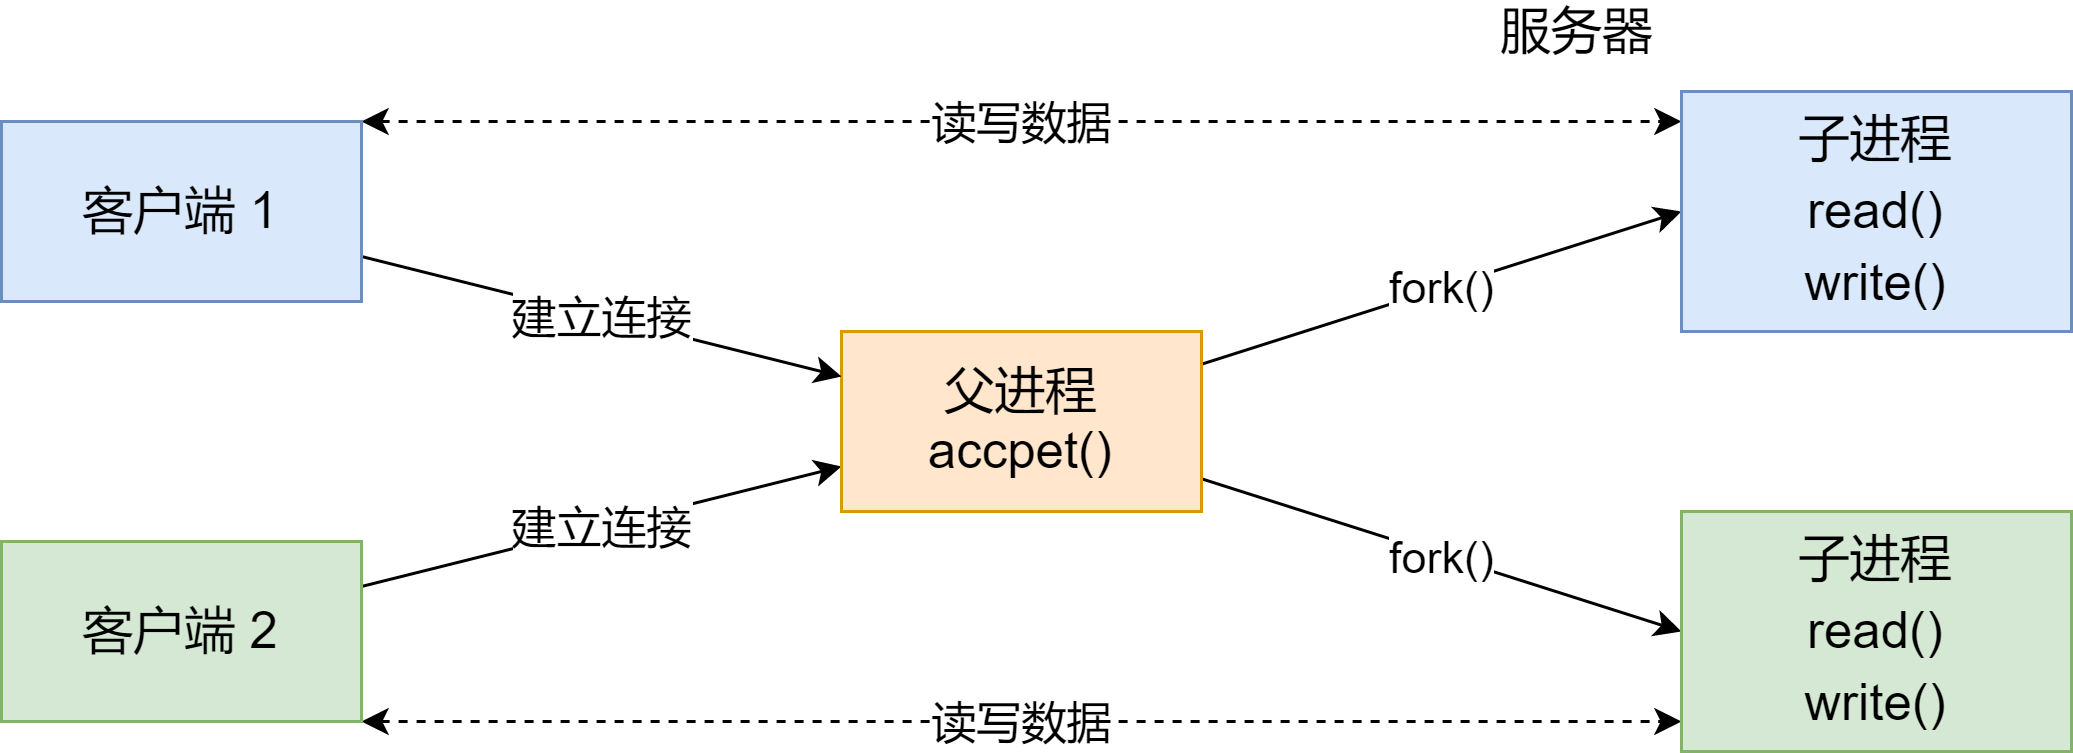 服务器
读写数据
客户端 1
子进程
read()
write()
建立连接
fork()
父进程
accpet()
建立连接
fork()
客户端 2
子进程
read()
write()
读写数据